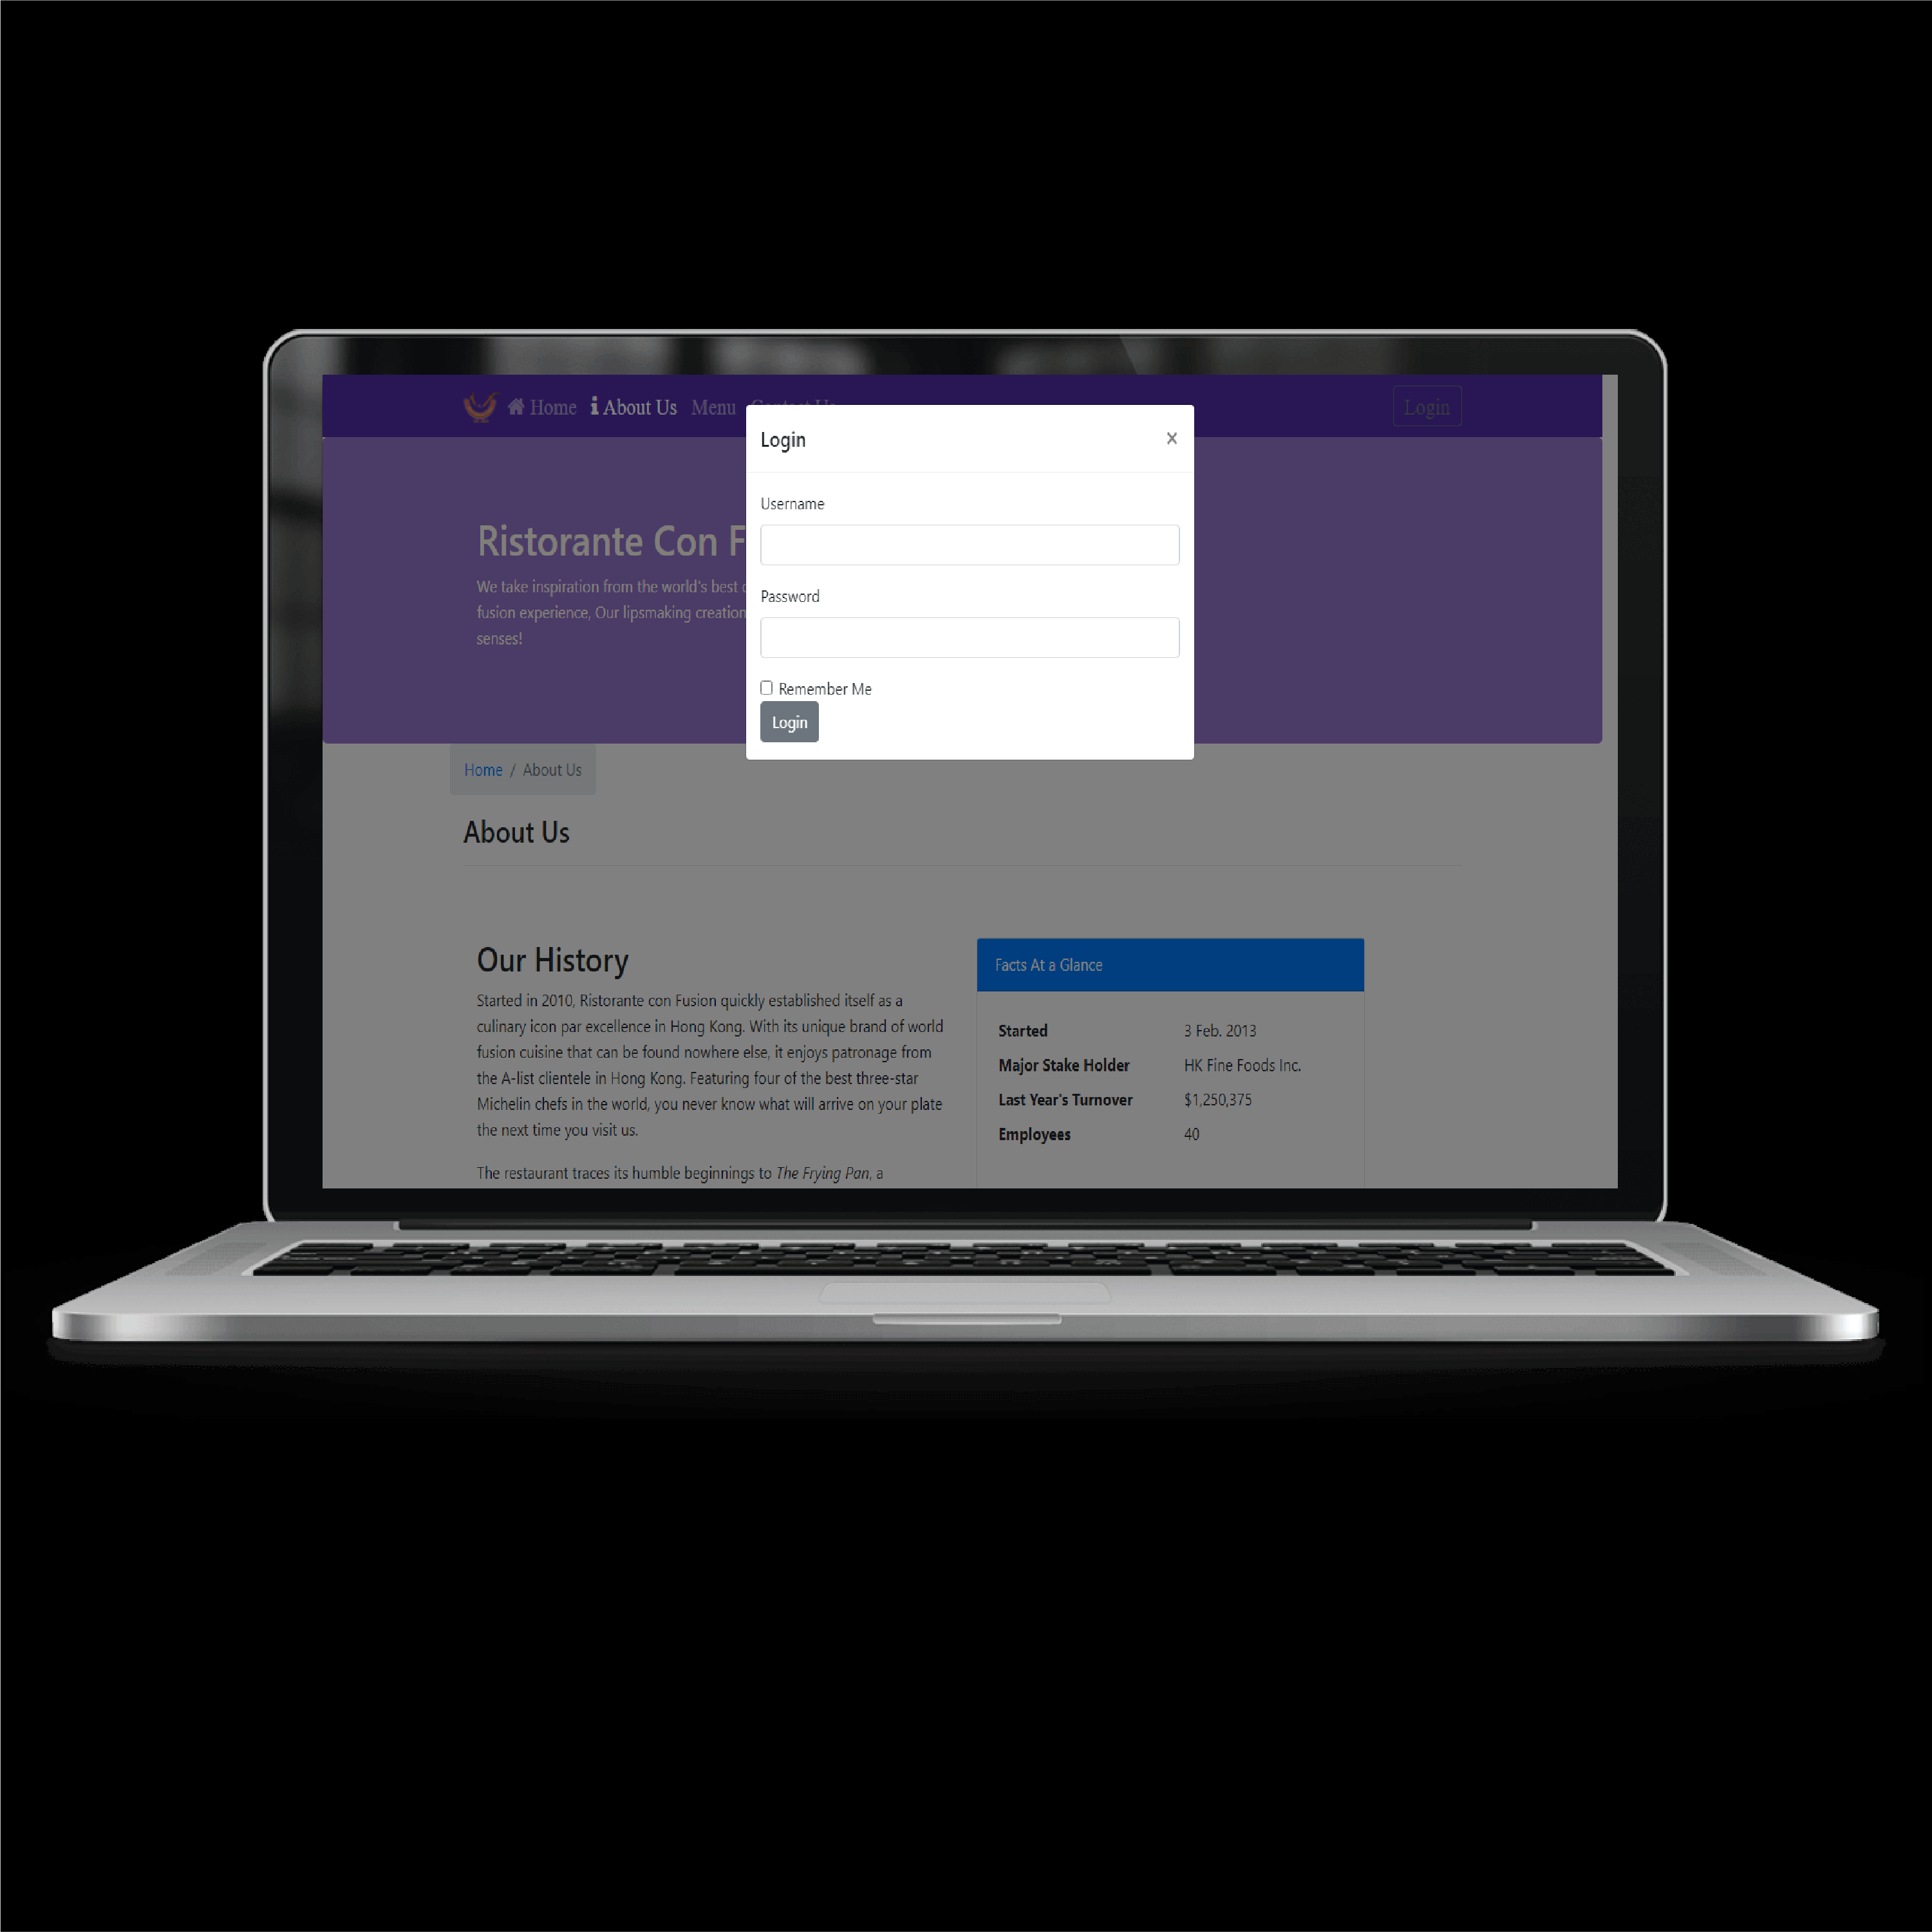 Home About Us Menu Contact Us Login
Login ×
Username
Password
Remember Me
Login
Ristorante Con F
We take inspiration from the world's best
fusion experience, Our lipsmaking creation
senses!
Home / About Us
About Us
Our History
Started in 2010, Ristorante con Fusion quickly established itself as a
culinary icon par excellence in Hong Kong. With its unique brand of world
fusion cuisine that can be found nowhere else, it enjoys patronage from
the A-list clientele in Hong Kong. Featuring four of the best three-star
Michelin chefs in the world, you never know what will arrive on your plate
the next time you visit us.
The restaurant traces its humble beginnings to The Frying Pan, a
Facts At a Glance
Started 3 Feb. 2013
Major Stake Holder HK Fine Foods Inc.
Last Year's Turnover $1,250,375
Employees 40